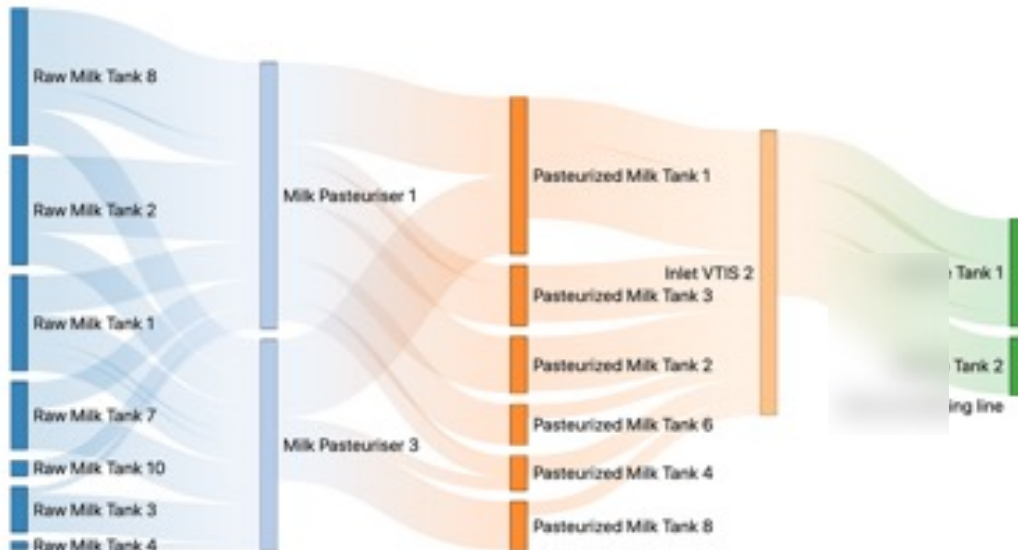 Raw Milk Tank 8
Raw Milk Tank 2
Raw Milk Tank 1
Raw Milk Tank 7
Raw Milk Tank 10
Raw Milk Tank 3
Raw Milk Tank 4
Milk Pasteuriser 1
Milk Pasteuriser 3
Pasteurized Milk Tank 1
Pasteurized Milk Tank 3
Pasteurized Milk Tank 2
Pasteurized Milk Tank 6
Pasteurized Milk Tank 4
Pasteurized Milk Tank 8
Inlet VTIS 2
Tank 1
Tank 2
line